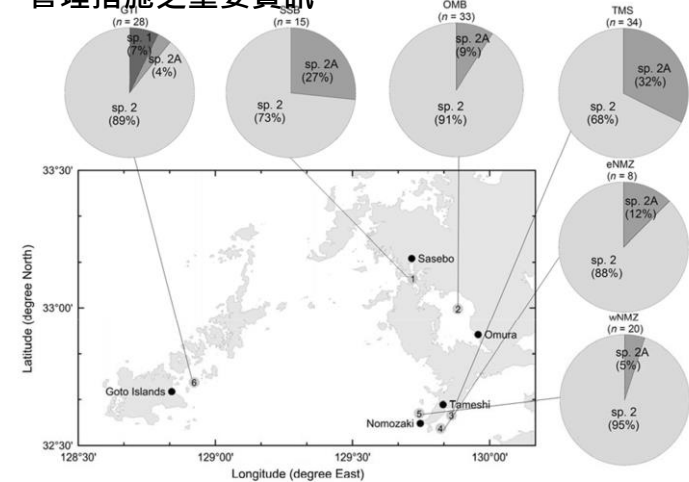 管理措施之重要資訊
GTI
(n = 28)
sp. 1
(7%)
sp. 2A
(4%)
sp. 2
(89%)
SSB
(n = 15)
sp. 2A
(27%)
sp. 2
(73%)
OMB
(n = 33)
sp. 2A
(9%)
sp. 2
(91%)
TMS
(n = 34)
sp. 2A
(32%)
sp. 2
(68%)
eNMZ
(n = 8)
sp. 2A
(12%)
sp. 2
(88%)
wNMZ
(n = 20)
sp. 2A
(5%)
sp. 2
(95%)
33°30'
33°00'
32°30'
Latitude (degree North)
Sasebo
1
2
Omura
6
Goto Islands
Tameshi
5
3
Nomozaki
4
128°30'
129°00'
129°30'
130°00'
Longitude (degree East)